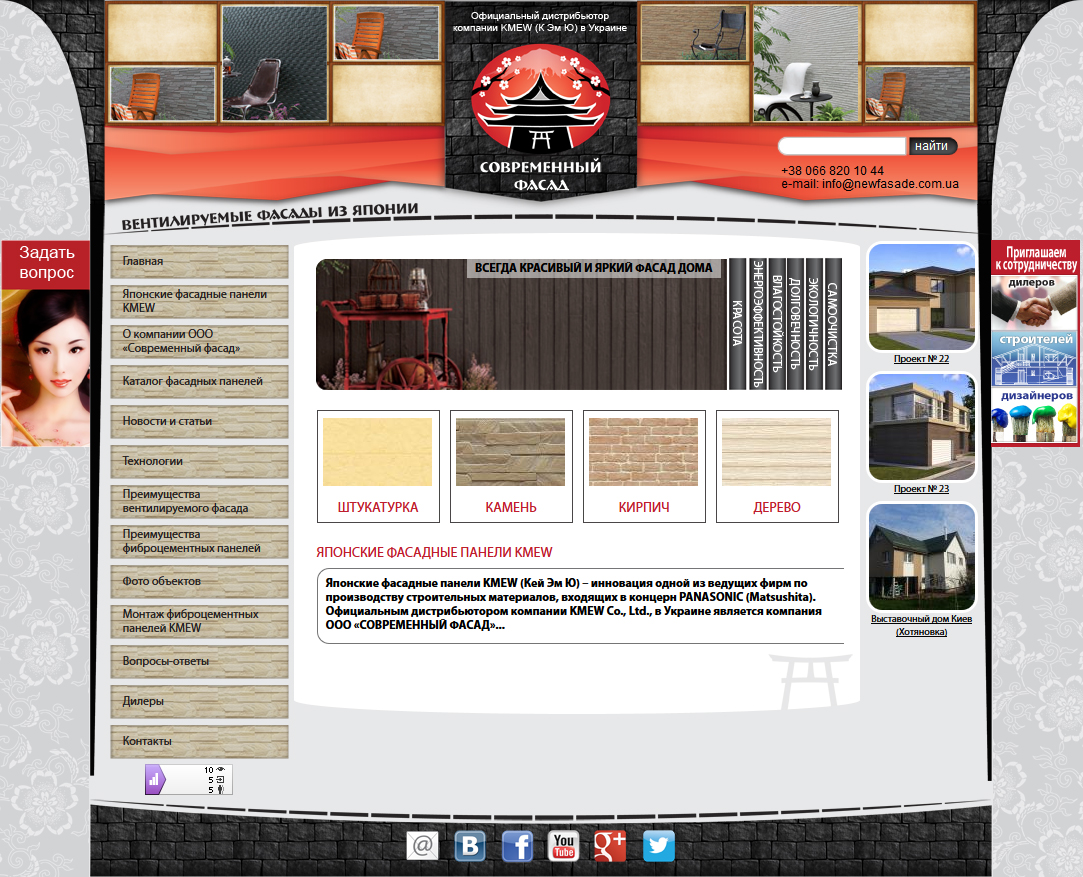 Официальный дистрибьютор
компании KMEW (К Эм Ю) в Украине
СОВРЕМЕННЫЙ
ФАСАД
найти
+38 066 820 10 44
e-mail: info@newfasade.com.ua
ВЕНТИЛИРУЕМЫЕ ФАСАДЫ ИЗ ЯПОНИИ
Задать
вопрос
Главная
Японские фасадные панели
KMEW
О компании ООО
«Современный фасад»
Каталог фасадных панелей
Новости и статьи
Технологии
Преимущества
вентилируемого фасада
Преимущества
фиброцементных панелей
Фото объектов
Монтаж фиброцементных
панелей KMEW
Вопросы-ответы
Дилеры
Контакты
10
5
5
ВСЕГДА КРАСИВЫЙ И ЯРКИЙ ФАСАД ДОМА
КРАСОТА
ЭНЕРГОЭФФЕКТИВНОСТЬ
ВЛАГОСТОЙКОСТЬ
ДОЛГОВЕЧНОСТЬ
ЭКОЛОГИЧНОСТЬ
САМООЧИСТКА
ШТУКАТУРКА
КАМЕНЬ
КИРПИЧ
ДЕРЕВО
ЯПОНСКИЕ ФАСАДНЫЕ ПАНЕЛИ KMEW
Японские фасадные панели KMEW (Кей Эм Ю) – инновация одной из ведущих фирм по
производству строительных материалов, входящих в концерн PANASONIC (Matsushita).
Официальным дистрибьютором компании KMEW Co., Ltd., в Украине является компания
ООО «СОВРЕМЕННЫЙ ФАСАД»...
Проект № 22
Проект № 23
Выставочный дом Киев
(Хотяновка)
Приглашаем
к сотрудничеству
дилеров
строителей
дизайнеров
@
B
f
You
Tube
g+